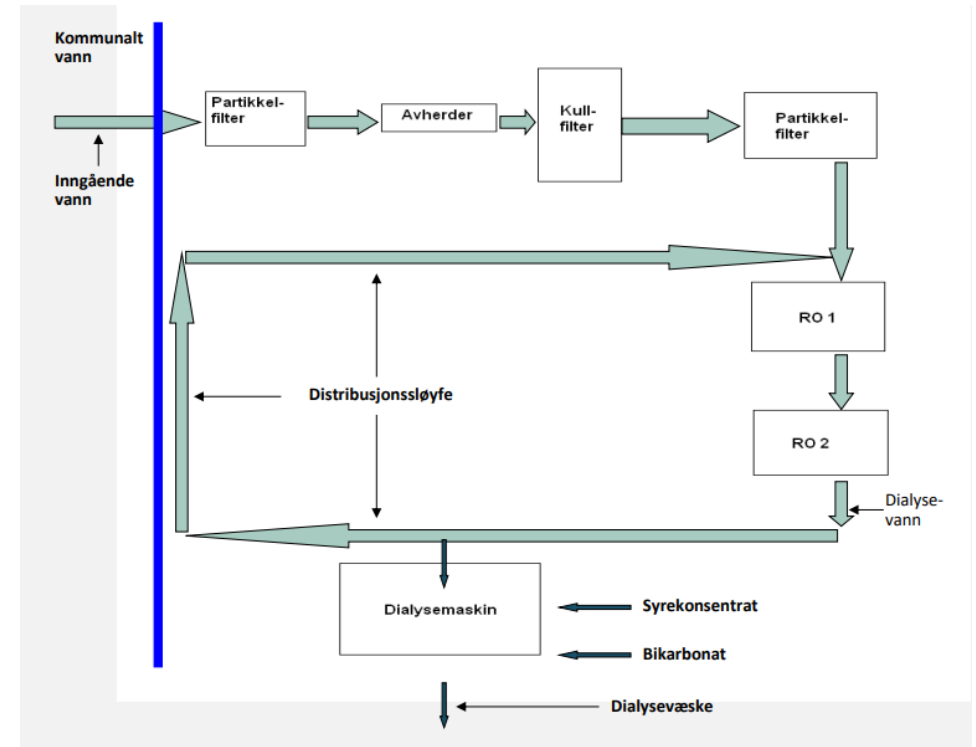 Kommunalt
vann
Partikkel-
filter
Avherder
Kull-
filter
Partikkel-
filter
Inngående
vann
RO 1
Distribusjonssløyfe
RO 2
Dialyse-
vann
Dialysemaskin
Syrekonsentrat
Bikarbonat
Dialysevæske